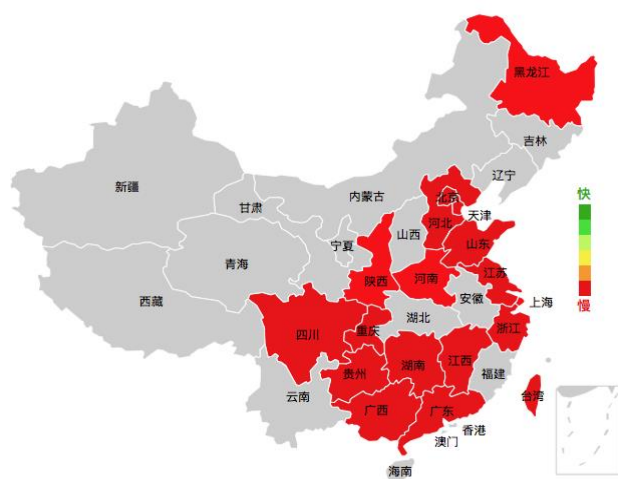 黑龙江
吉林
辽宁
新疆
内蒙古
甘肃
北京
天津
宁夏
山西
河北
山东
青海
陕西
河南
江苏
西藏
安徽
上海
四川
湖北
重庆
浙江
湖南
江西
贵州
福建
云南
台湾
广西
广东
香港
澳门
海南
快
慢